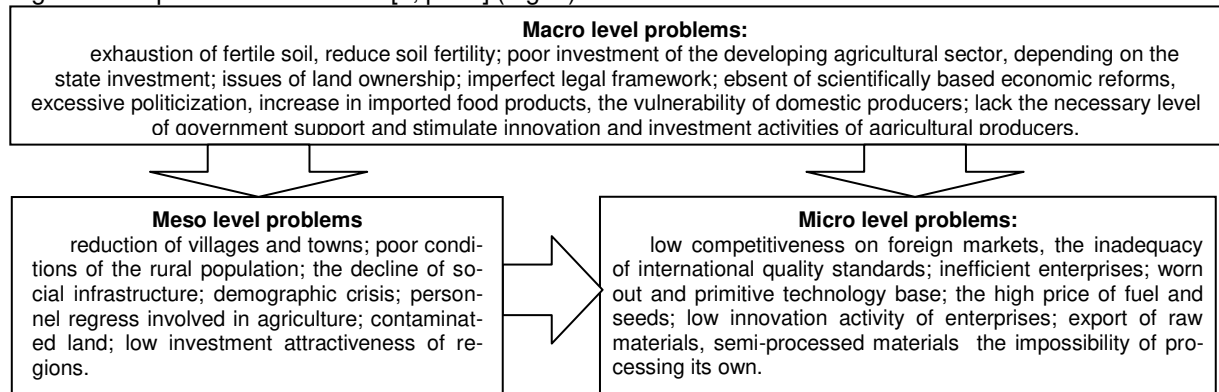 Macro level problems:
exhaustion of fertile soil, reduce soil fertility; poor investment of the developing agricultural sector, depending on the
state investment; issues of land ownership; imperfect legal framework; ebsent of scientifically based economic reforms,
excessive politicization, increase in imported food products, the vulnerability of domestic producers; lack the necessary level
of government support and stimulate innovation and investment activities of agricultural producers.
Meso level problems
reduction of villages and towns; poor condi-
tions of the rural population; the decline of so-
cial infrastructure; demographic crisis; person-
nel regress involved in agriculture; contaminat-
ed land; low investment attractiveness of re-
gions.
Micro level problems:
low competitiveness on foreign markets, the inadequacy
of international quality standards; inefficient enterprises; worn
out and primitive technology base; the high price of fuel and
seeds; low innovation activity of enterprises; export of raw
materials, semi-processed materials the impossibility of pro-
cessing its own.